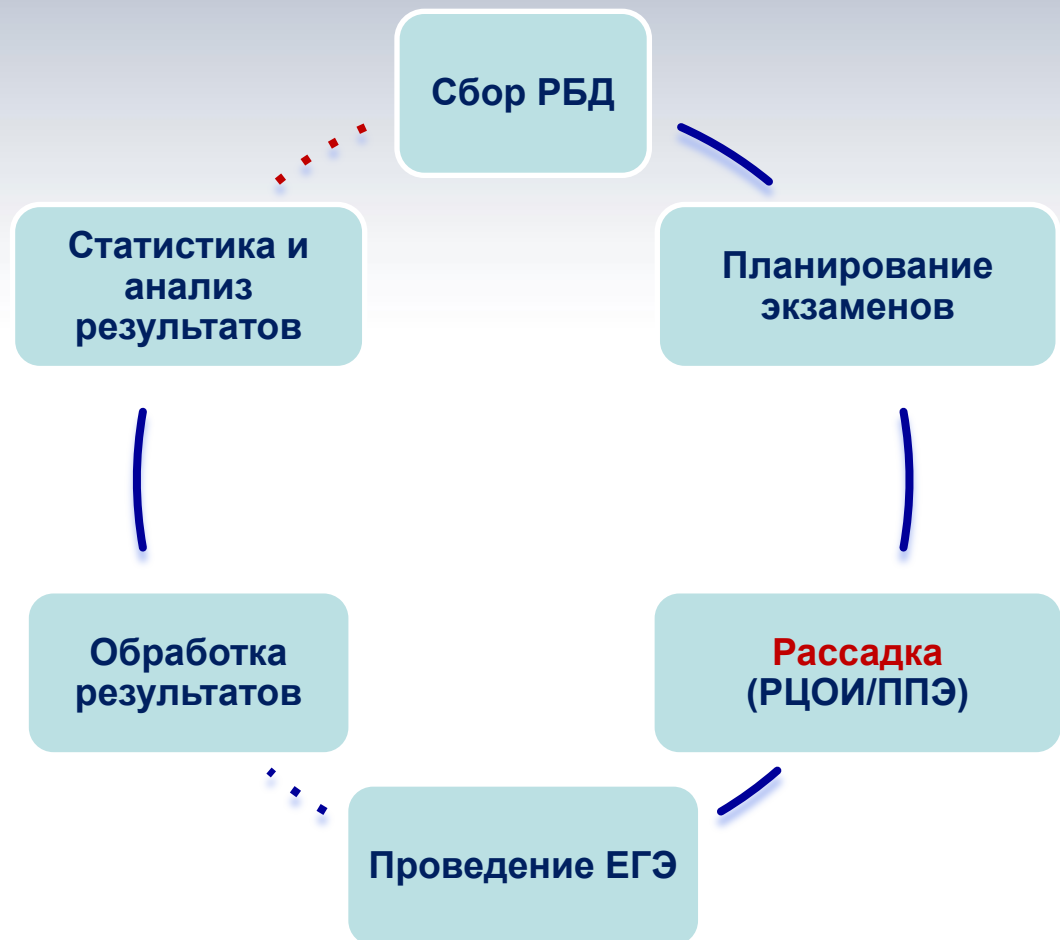 Сбор РБД
Планирование
экзаменов
Рассадка
(РЦОИ/ППЭ)
Проведение ЕГЭ
Обработка
результатов
Статистика и
анализ
результатов